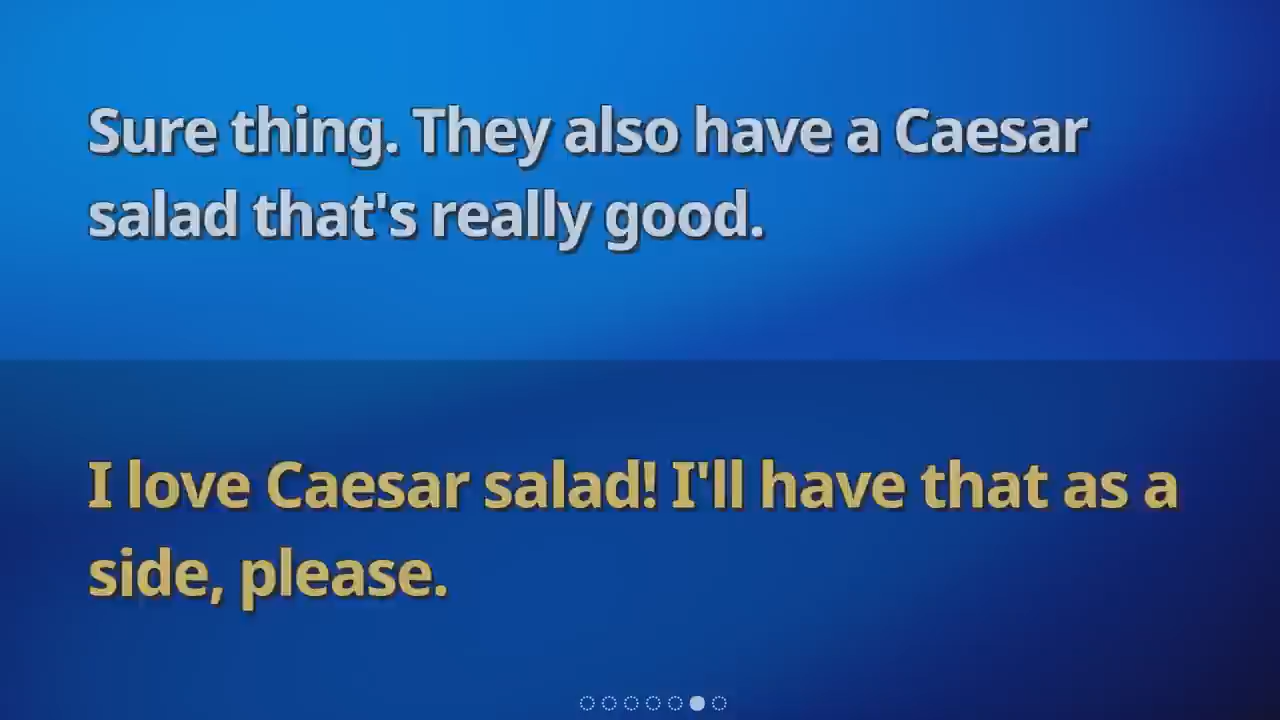 Sure thing. They also have a Caesar
salad that's really good.
I love Caesar salad! I'll have that as a
side, please.